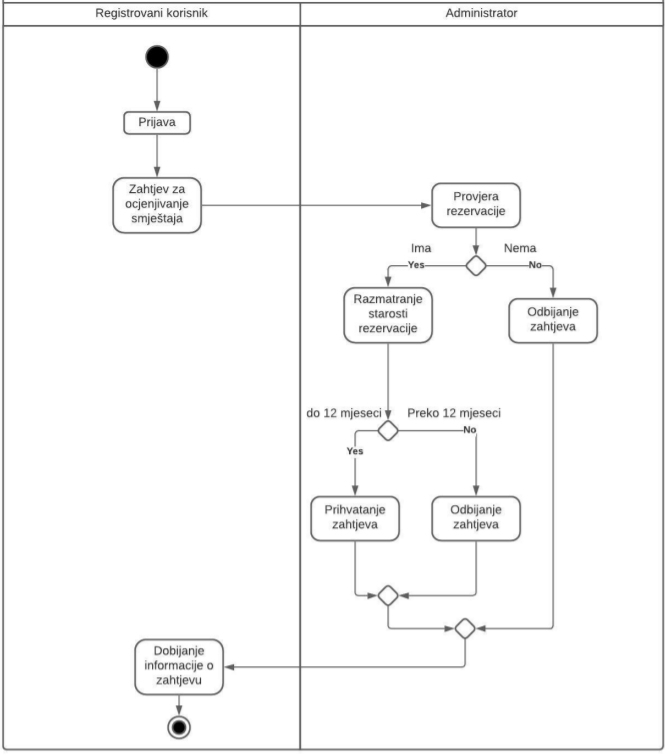 Registrovani korisnik
Administrator
Prijava
Zahtjev za
ocjenjivanje
smještaja
Provjera
rezervacije
Ima
Nema
Yes
No
Razmatranje
starosti
rezervacije
Odbijanje
zahtjeva
do 12 mjeseci
Preko 12 mjeseci
No
Yes
Prihvatanje
zahtjeva
Odbijanje
zahtjeva
Dobijanje
informacije o
zahtjevu